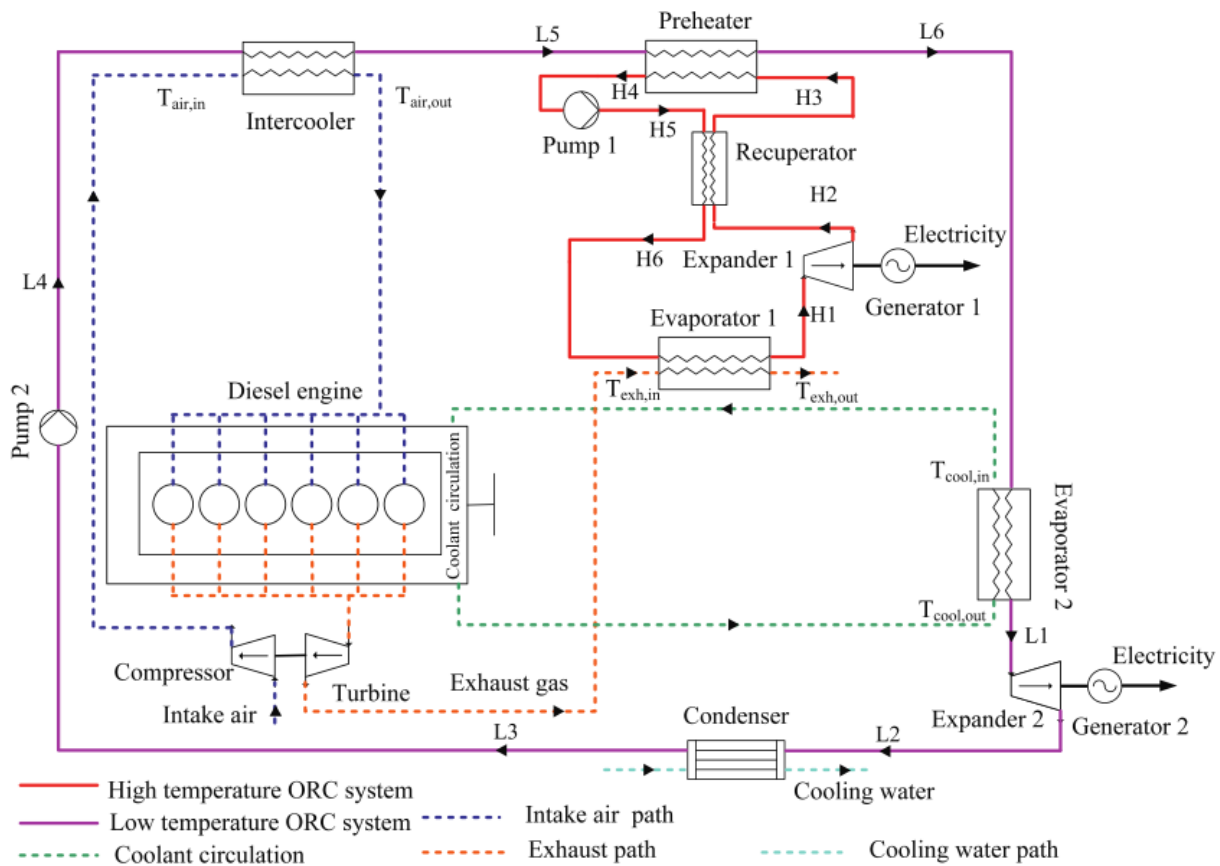 Preheater
L5
L6
H4
H3
T_air,in
T_air,out
Intercooler
Pump 1
H5
Recuperator
H2
Electricity
H6
Expander 1
L4
Generator 1
Evaporator 1
H1
T_exh,in
T_exh,out
Diesel engine
Pump 2
Coolant circulation
T_cool,in
Evaporator 2
T_cool,out
L1
Compressor
Turbine
Exhaust gas
Electricity
Intake air
Condenser
Expander 2
Generator 2
L3
L2
Cooling water
High temperature ORC system
Low temperature ORC system
Intake air path
Coolant circulation
Exhaust path
Cooling water path